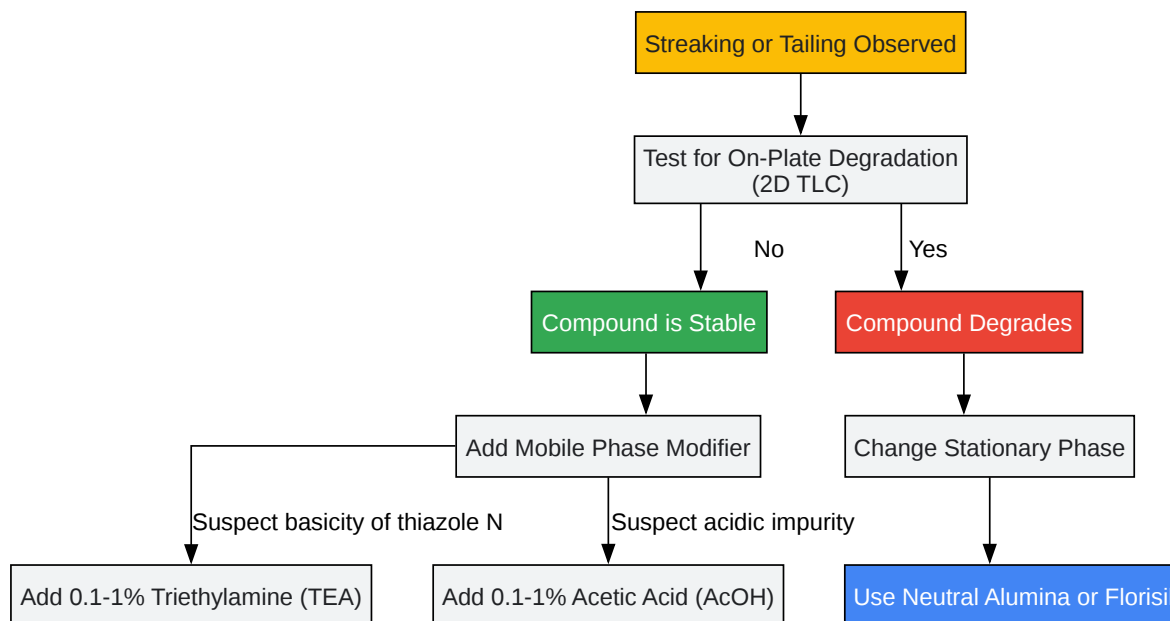 Streaking or Tailing Observed
Test for On-Plate Degradation
(2D TLC)
No
Yes
Compound is Stable
Compound Degrades
Add Mobile Phase Modifier
Change Stationary Phase
Suspect basicity of thiazole N
Suspect acidic impurity
Add 0.1-1% Triethylamine (TEA)
Add 0.1-1% Acetic Acid (AcOH)
Use Neutral Alumina or Florisil